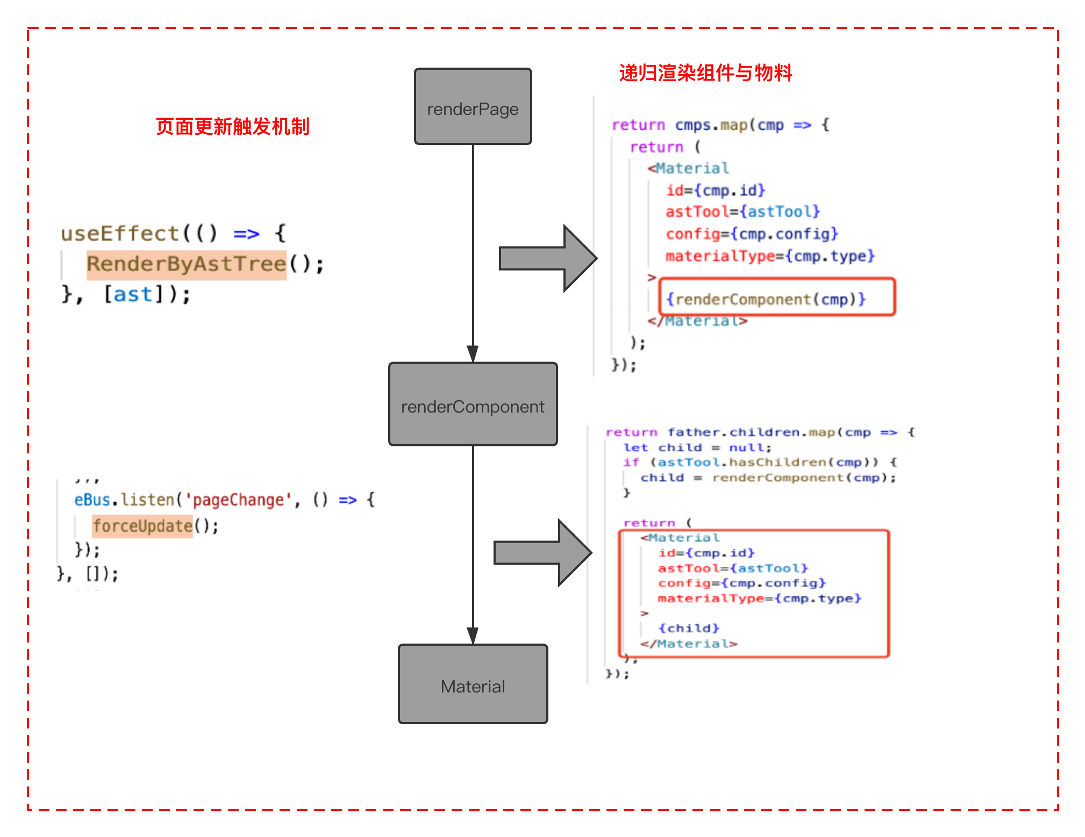 页面更新触发机制
useEffect(() => {
RenderByAstTree();
}, [ast]);
});
eBus.listen('pageChange', () => {
forceUpdate();
});
}, []);
renderPage
renderComponent
Material
递归渲染组件与物料
return cmps.map(cmp => {
return (
<Material
id={cmp.id}
astTool={astTool}
config={cmp.config}
materialType={cmp.type}
>
{renderComponent(cmp)}
</Material>
);
});
return father.children.map(cmp => {
let child = null;
if (astTool.hasChildren(cmp)) {
child = renderComponent(cmp);
}
return (
<Material
id={cmp.id}
astTool={astTool}
config={cmp.config}
materialType={cmp.type}
>
{child}
</Material>
);
});